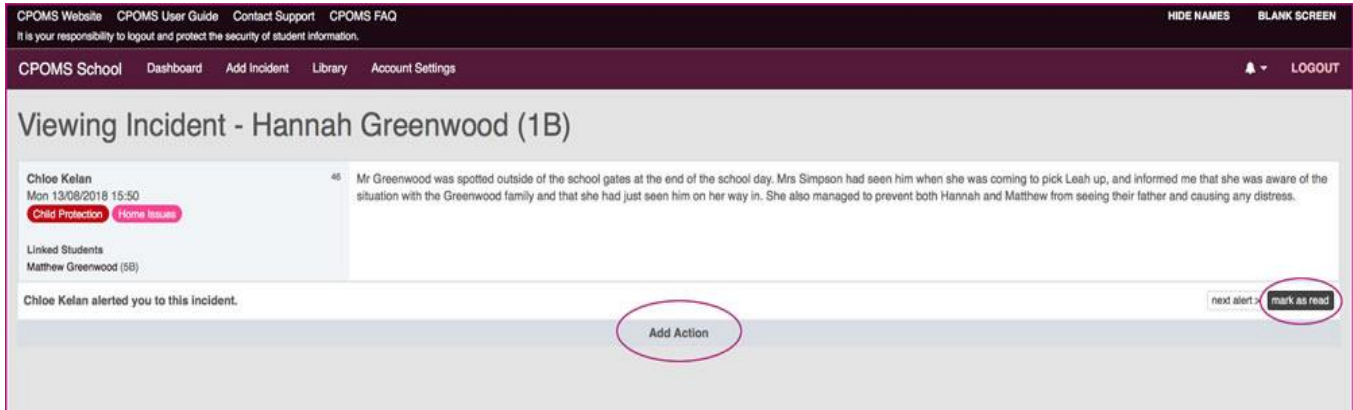 CPOMS Website CPOMS User Guide Contact Support CPOMS FAQ HIDE NAMES BLANK SCREEN
It is your responsibility to logout and protect the security of student information.
CPOMS School Dashboard Add Incident Library Account Settings LOGOUT
Viewing Incident - Hannah Greenwood (1B)
Chloe Kelan 46
Mon 13/08/2018 15:50
Child Protection Home Issues
Linked Students
Matthew Greenwood (5B)
Mr Greenwood was spotted outside of the school gates at the end of the school day. Mrs Simpson had seen him when she was coming to pick Leah up, and informed me that she was aware of the
situation with the Greenwood family and that she had just seen him on her way in. She also managed to prevent both Hannah and Matthew from seeing their father and causing any distress.
Chloe Kelan alerted you to this incident. next alert > mark as read
Add Action